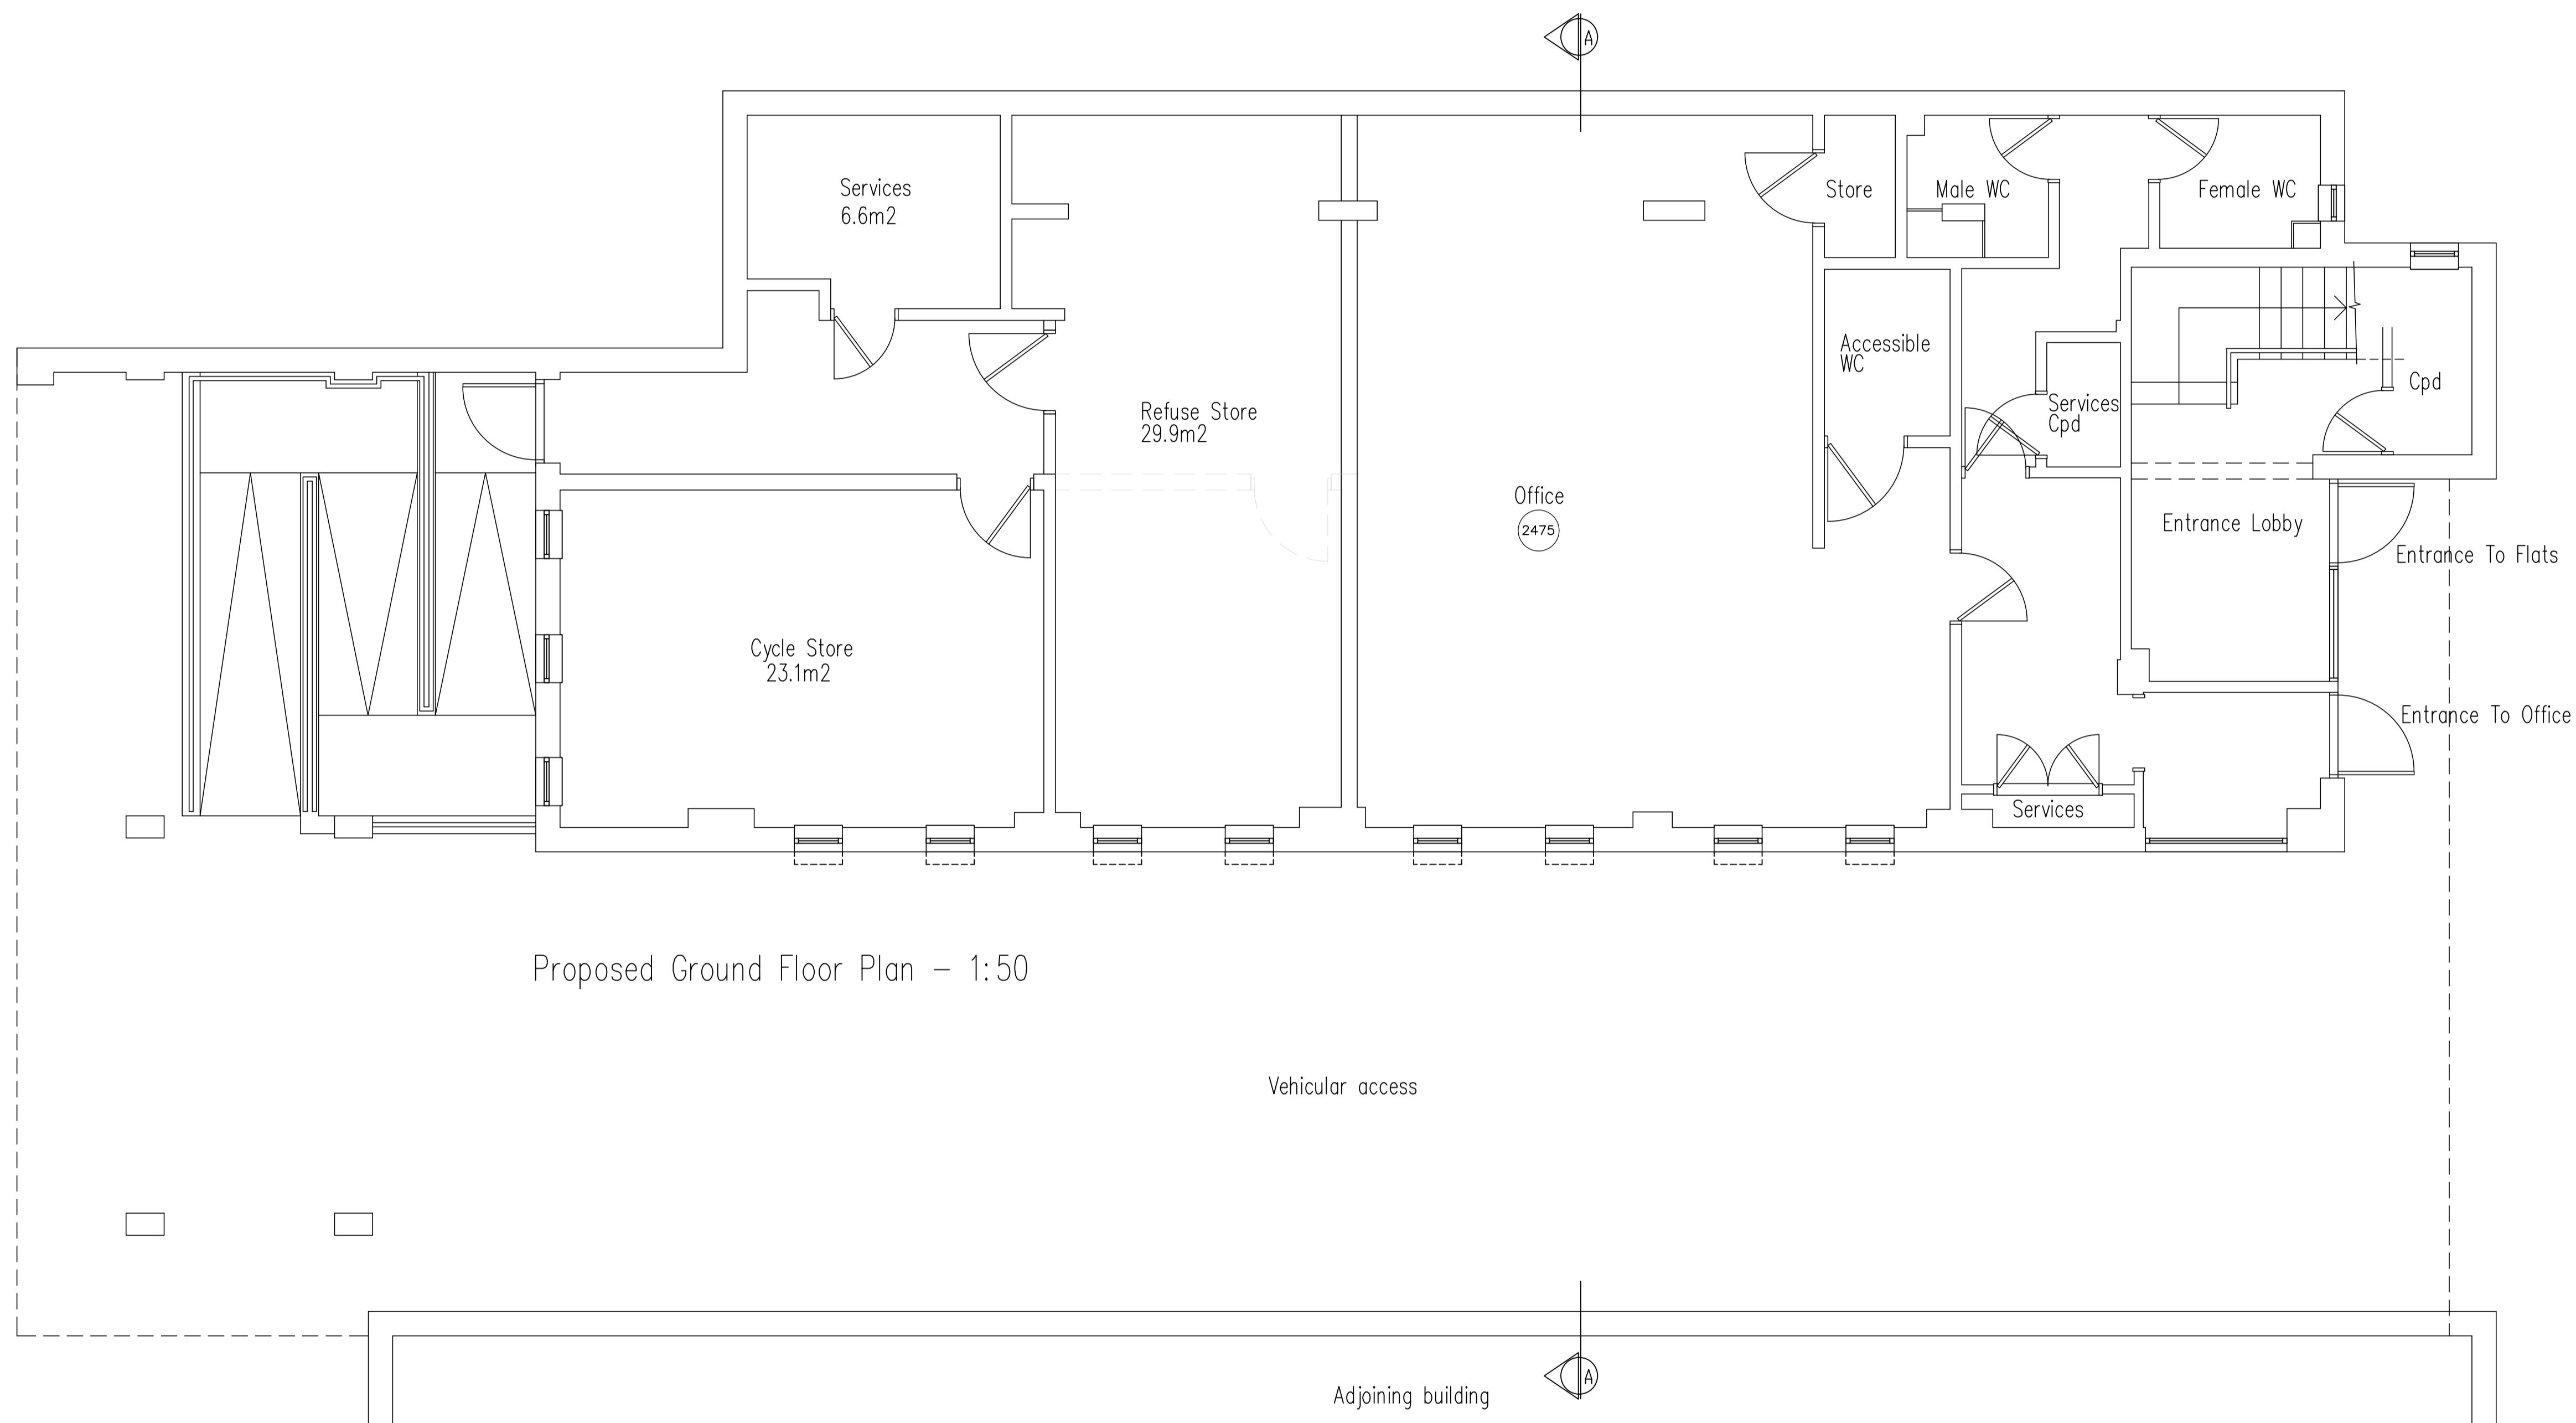 A
Services
6.6m2
Store
Male WC
Female WC
Accessible
WC
Cpd
Services
Cpd
Refuse Store
29.9m2
Office
2475
Entrance Lobby
Entrance To Flats
Cycle Store
23.1m2
Entrance To Office
Services
Proposed Ground Floor Plan - 1:50
Vehicular access
A
Adjoining building